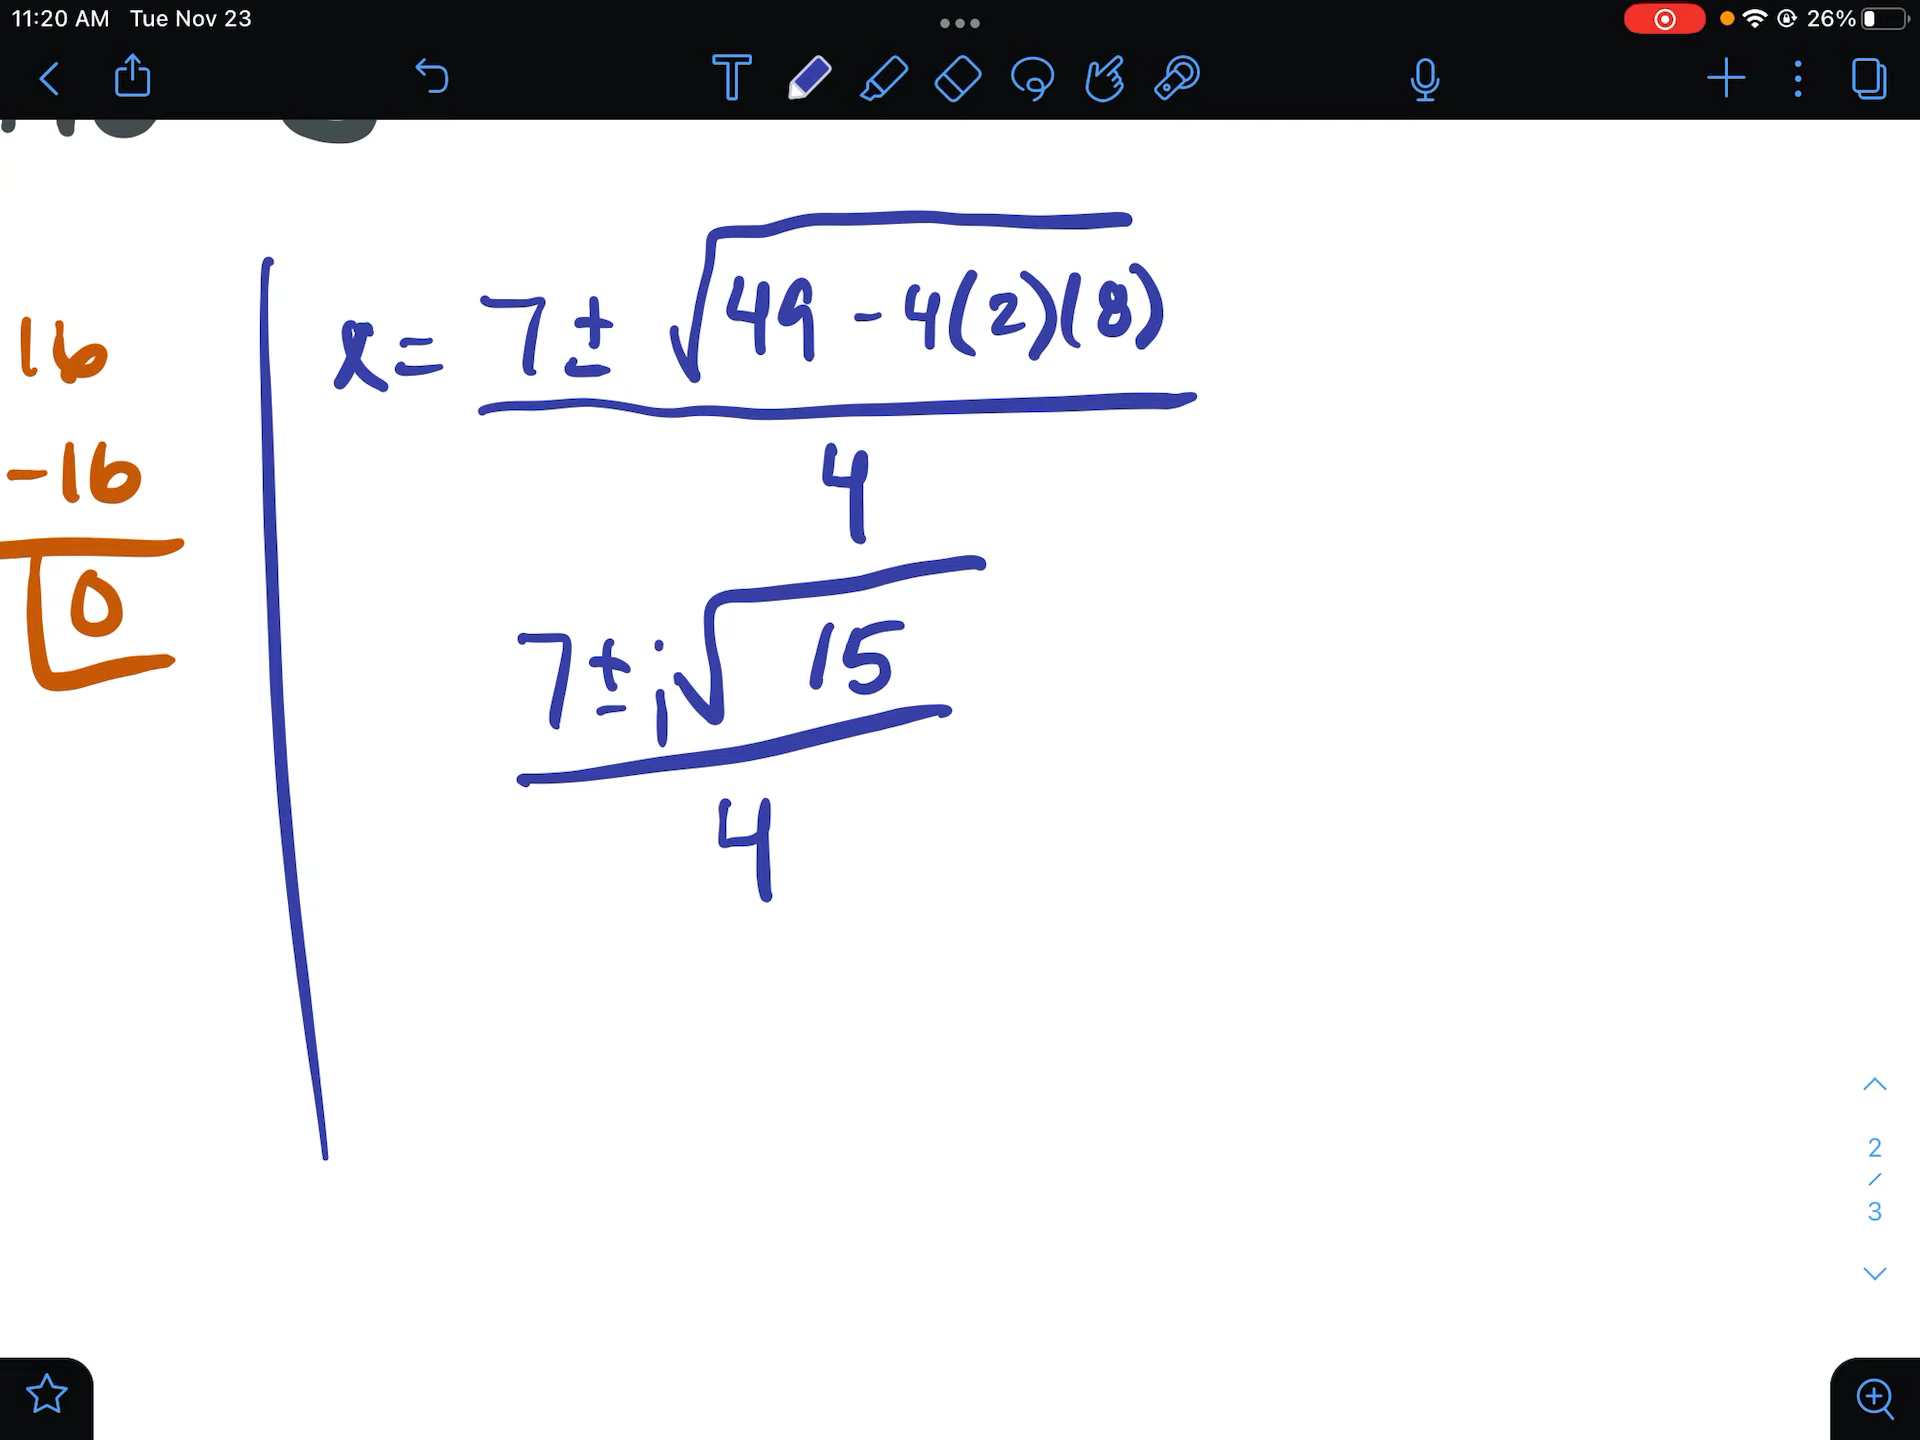 11:20 AM Tue Nov 23
26%
T
16
-16
0
x = 7 ± √49 - 4(2)(8)
4
7 ± i√15
4
2
/
3